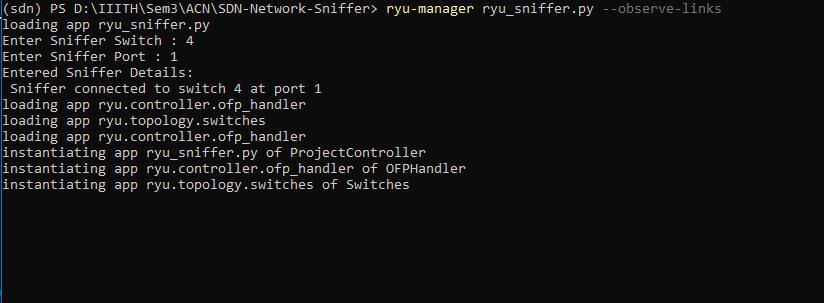 (sdn) PS D:\IIITH\Sem3\ACN\SDN-Network-Sniffer> ryu-manager ryu_sniffer.py --observe-links
loading app ryu_sniffer.py
Enter Sniffer Switch : 4
Enter Sniffer Port : 1
Entered Sniffer Details:
 Sniffer connected to switch 4 at port 1
loading app ryu.controller.ofp_handler
loading app ryu.topology.switches
loading app ryu.controller.ofp_handler
instantiating app ryu_sniffer.py of ProjectController
instantiating app ryu.controller.ofp_handler of OFPHandler
instantiating app ryu.topology.switches of Switches